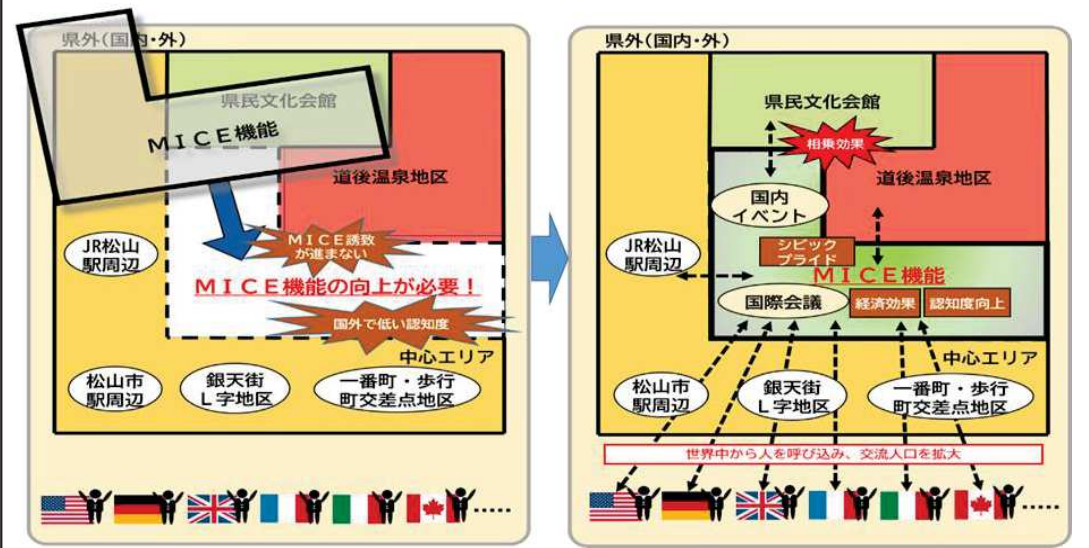 県外(国内・外)
県民文化会館
ＭＩＣＥ機能
道後温泉地区
ＭＩＣＥ誘致
が進まない
JR松山
駅周辺
ＭＩＣＥ機能の向上が必要！
国外で低い認知度
中心エリア
松山市
駅周辺
銀天街
Ｌ字地区
一番町・歩行
町交差点地区
.....
県外(国内・外)
県民文化会館
相乗効果
道後温泉地区
国内
イベント
JR松山
駅周辺
シビック
プライド
ＭＩＣＥ機能
国際会議
経済効果
認知度向上
中心エリア
松山市
駅周辺
銀天街
Ｌ字地区
一番町・歩行
町交差点地区
世界中から人を呼び込み、交流人口を拡大
.....